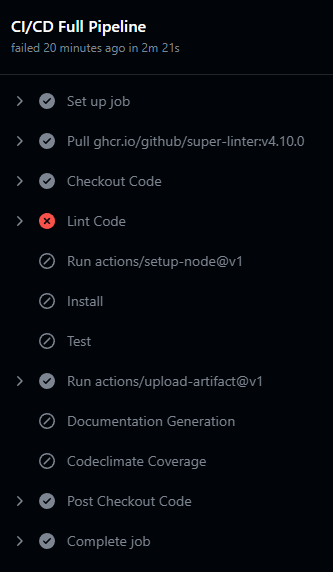 CI/CD Full Pipeline
failed 20 minutes ago in 2m 21s
Set up job
Pull ghcr.io/github/super-linter:v4.10.0
Checkout Code
Lint Code
Run actions/setup-node@v1
Install
Test
Run actions/upload-artifact@v1
Documentation Generation
Codeclimate Coverage
Post Checkout Code
Complete job